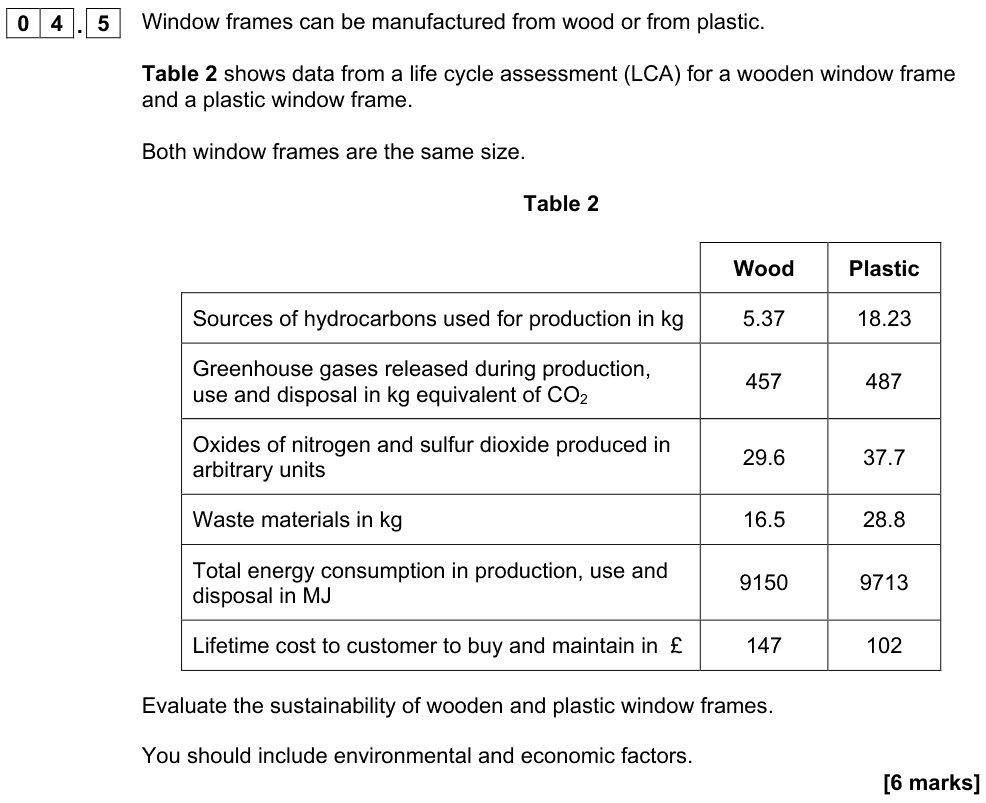 04.5 Window frames can be manufactured from wood or from plastic.
Table 2 shows data from a life cycle assessment (LCA) for a wooden window frame
and a plastic window frame.
Both window frames are the same size.
Table 2
Wood Plastic
Sources of hydrocarbons used for production in kg 5.37 18.23
Greenhouse gases released during production,
use and disposal in kg equivalent of CO₂ 457 487
Oxides of nitrogen and sulfur dioxide produced in
arbitrary units 29.6 37.7
Waste materials in kg 16.5 28.8
Total energy consumption in production, use and
disposal in MJ 9150 9713
Lifetime cost to customer to buy and maintain in £ 147 102
Evaluate the sustainability of wooden and plastic window frames.
You should include environmental and economic factors.
[6 marks]